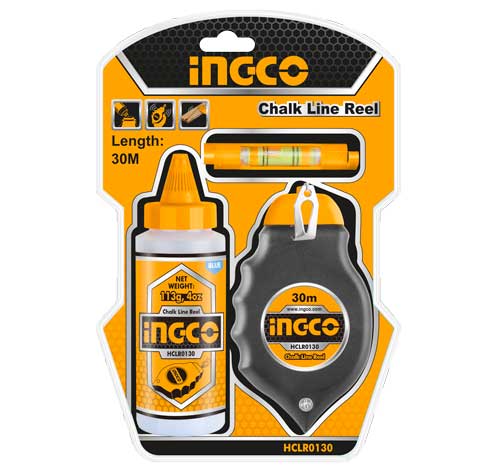 INGCO
Chalk Line Reel
Length:
30M
BLUE
NET
WEIGHT:
113g, 4oz
Chalk Line Reel
INGCO
HCLR0130
30m
www.ingco.com
INGCO
HCLR0130
Chalk Line Reel
HCLR0130